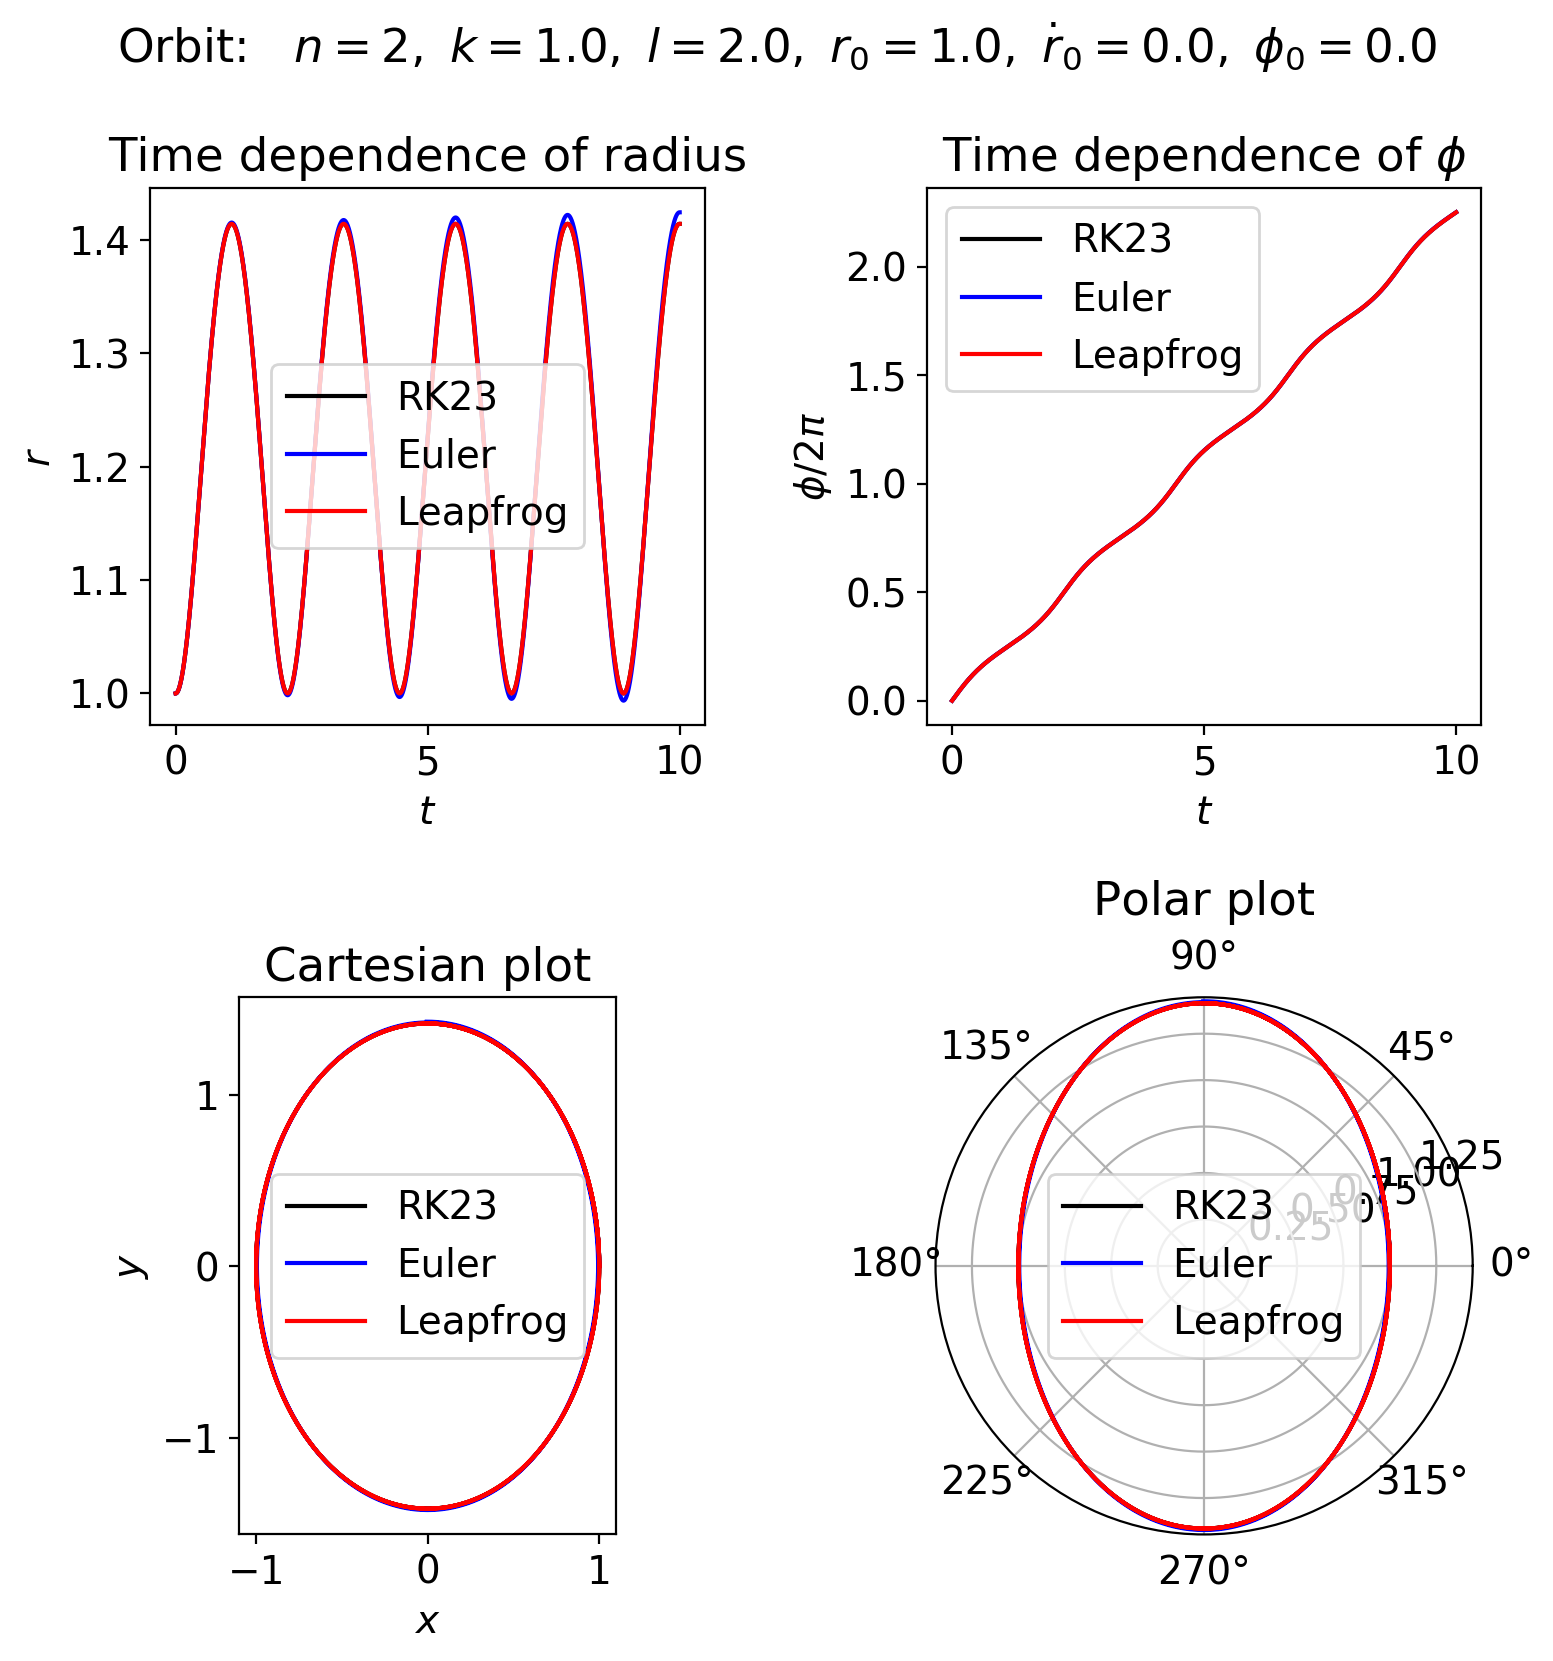 Orbit: n = 2, k = 1.0, l = 2.0, r₀ = 1.0, ṙ₀ = 0.0, ϕ₀ = 0.0
Time dependence of radius
1.4
1.3
1.2
1.1
1.0
r
RK23
Euler
Leapfrog
0 5 10
t
Time dependence of ϕ
2.0
1.5
1.0
0.5
0.0
ϕ/2π
RK23
Euler
Leapfrog
0 5 10
t
Cartesian plot
1
0
−1
y
RK23
Euler
Leapfrog
−1 0 1
x
Polar plot
90°
135° 45°
180° 0°
225° 315°
270°
0.25
0.50
0.75
1.00
1.25
RK23
Euler
Leapfrog